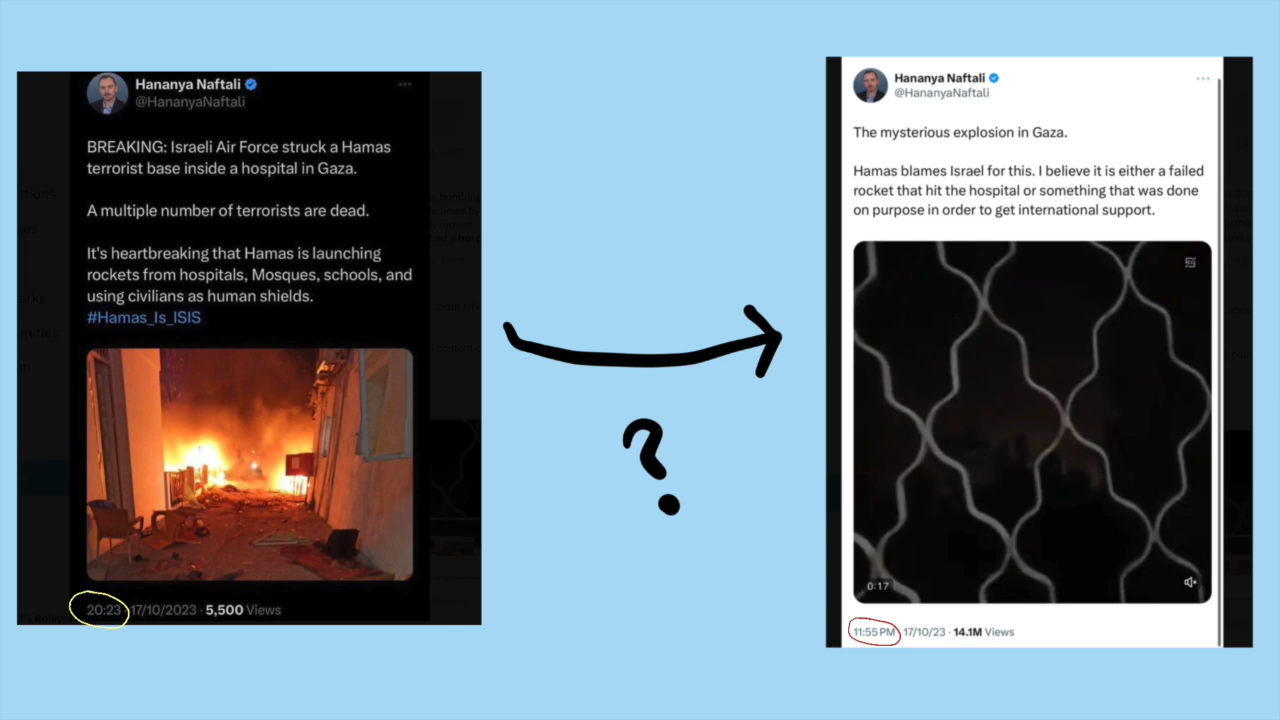 Hananya Naftali
@HananyaNaftali
BREAKING: Israeli Air Force struck a Hamas
terrorist base inside a hospital in Gaza.
A multiple number of terrorists are dead.
It's heartbreaking that Hamas is launching
rockets from hospitals, Mosques, schools, and
using civilians as human shields.
#Hamas_Is_ISIS
20:23 · 17/10/2023 · 5,500 Views
?
Hananya Naftali
@HananyaNaftali
The mysterious explosion in Gaza.
Hamas blames Israel for this. I believe it is either a failed
rocket that hit the hospital or something that was done
on purpose in order to get international support.
0:17
11:55 PM · 17/10/23 · 14.1M Views